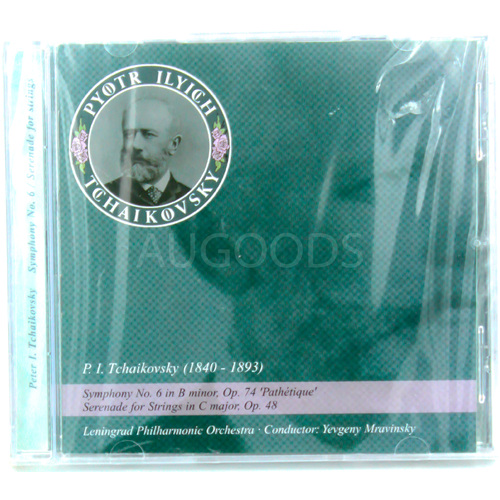 PYOTR ILYICH
TCHAIKOVSKY
AUGOODS
P. I. Tchaikovsky (1840 - 1893)
Symphony No. 6 in B minor, Op. 74 'Pathétique'
Serenade for Strings in C major, Op. 48
Leningrad Philharmonic Orchestra · Conductor: Yevgeny Mravinsky
Peter I. Tchaikovsky Symphony No. 6 Serenade for strings